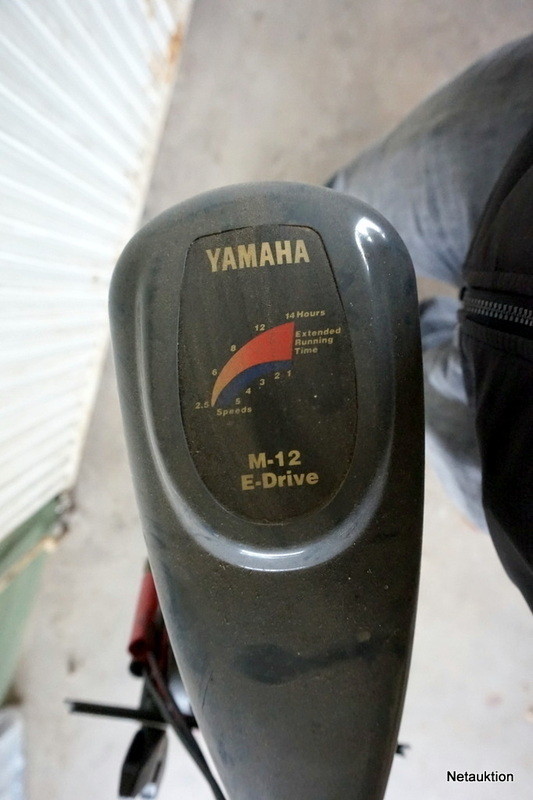 YAMAHA
14 Hours
12
Extended
Running
Time
8
6
2.5
1
2
3
4
5
Speeds
M-12
E-Drive
Netauktion